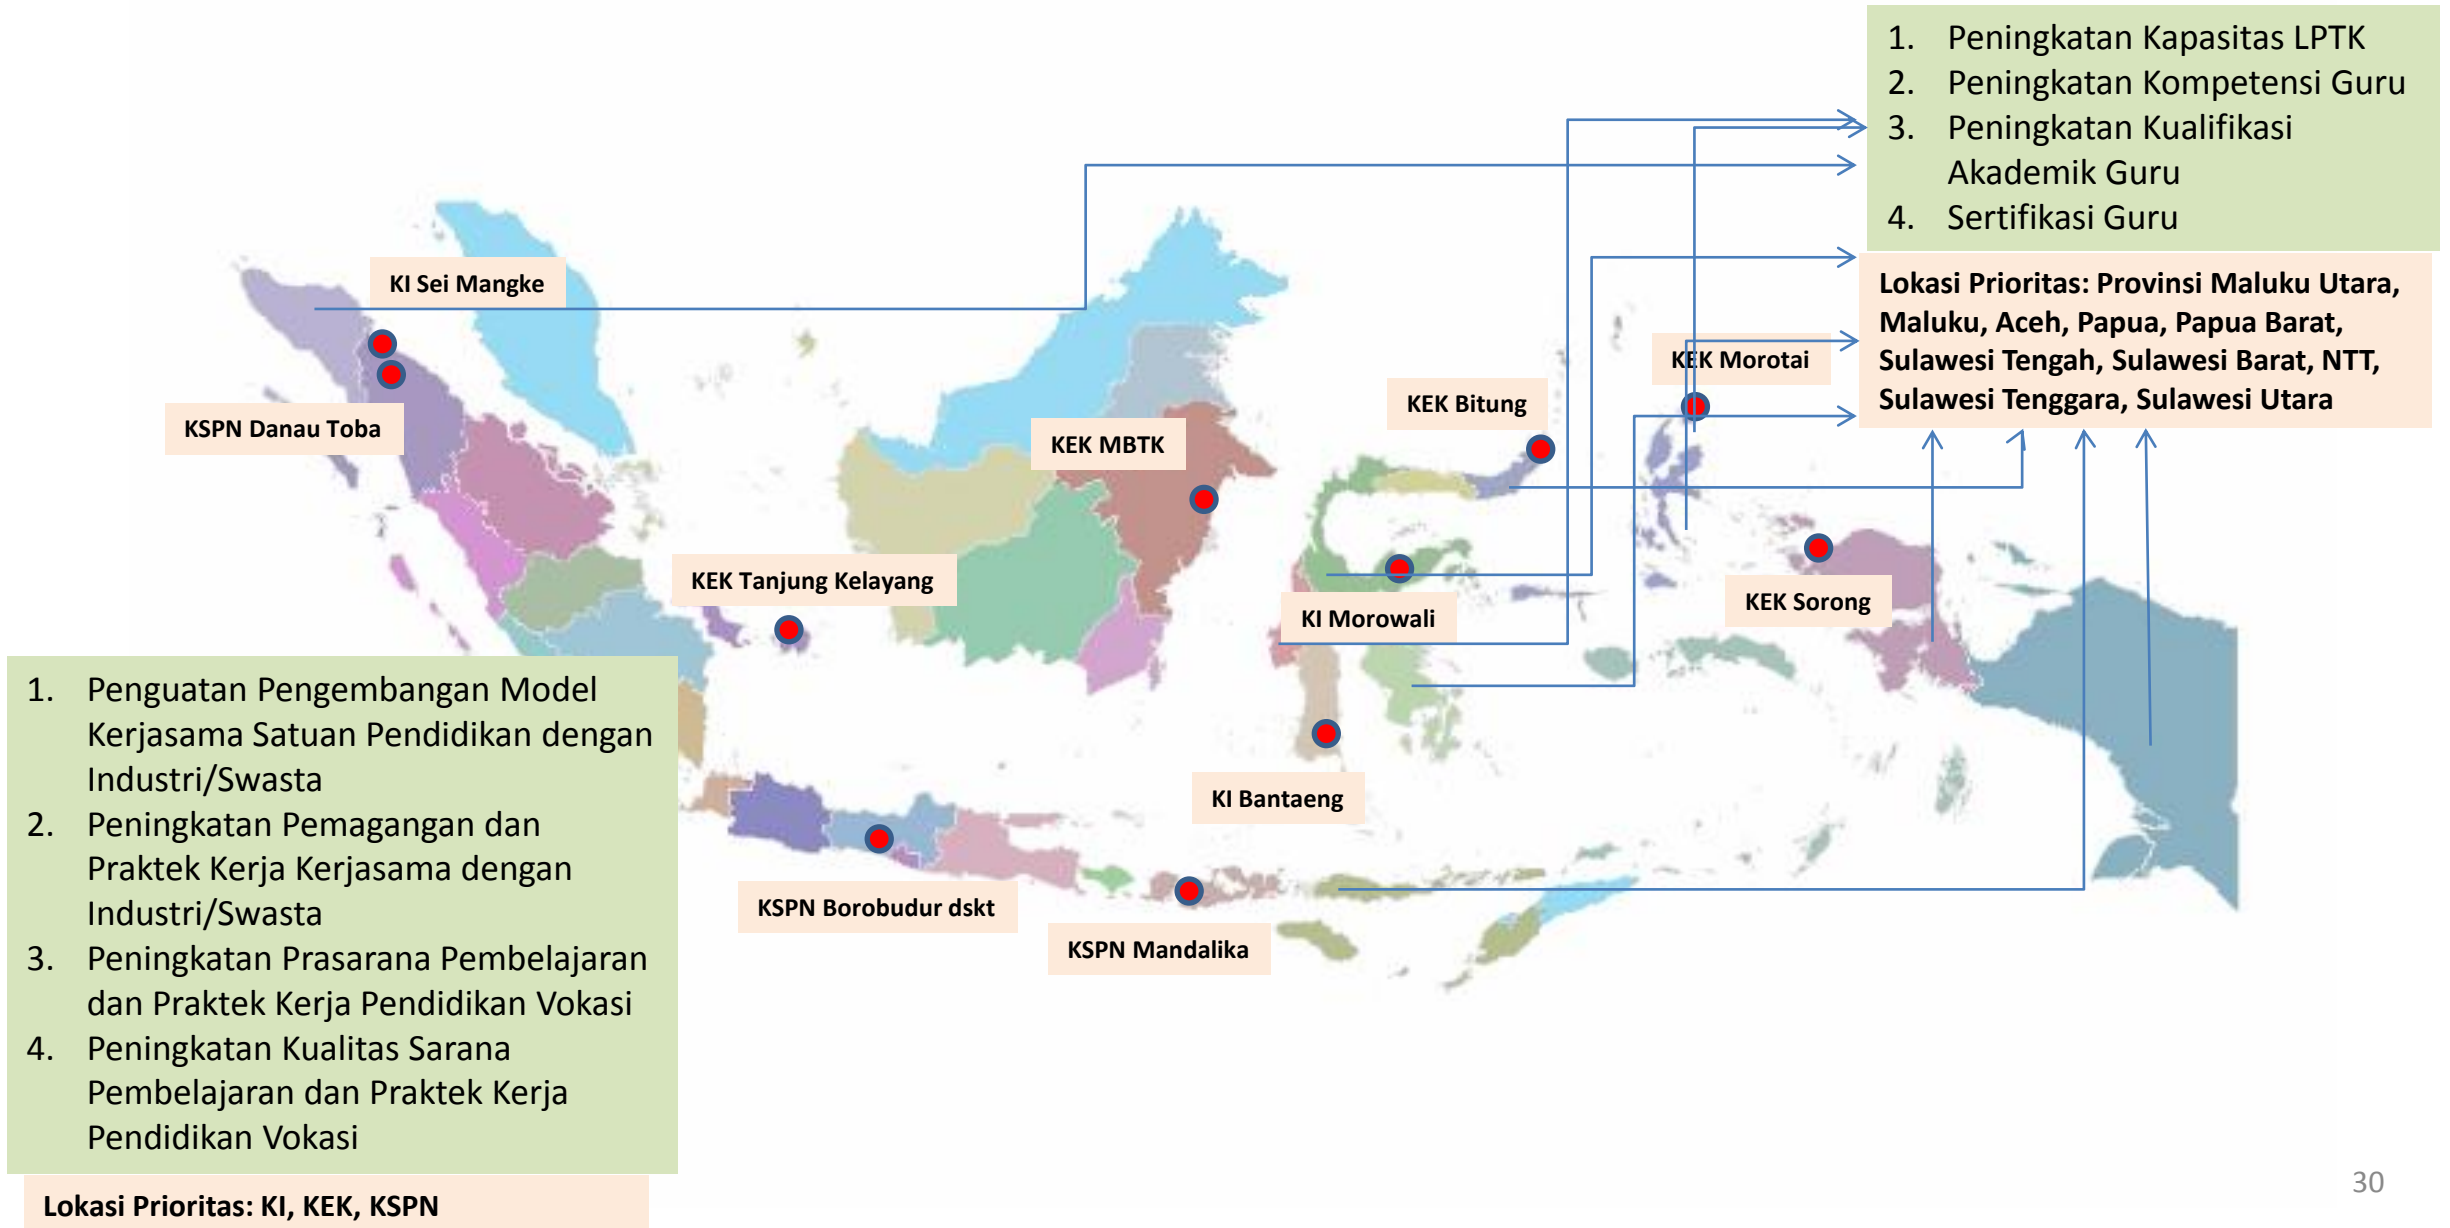 1. Peningkatan Kapasitas LPTK
2. Peningkatan Kompetensi Guru
3. Peningkatan Kualifikasi
Akademik Guru
4. Sertifikasi Guru
Lokasi Prioritas: Provinsi Maluku Utara,
Maluku, Aceh, Papua, Papua Barat,
Sulawesi Tengah, Sulawesi Barat, NTT,
Sulawesi Tenggara, Sulawesi Utara
KI Sei Mangke
KSPN Danau Toba
KEK MBTK
KEK Bitung
KEK Morotai
KEK Tanjung Kelayang
KI Morowali
KEK Sorong
KI Bantaeng
KSPN Borobudur dskt
KSPN Mandalika
1. Penguatan Pengembangan Model
Kerjasama Satuan Pendidikan dengan
Industri/Swasta
2. Peningkatan Pemagangan dan
Praktek Kerja Kerjasama dengan
Industri/Swasta
3. Peningkatan Prasarana Pembelajaran
dan Praktek Kerja Pendidikan Vokasi
4. Peningkatan Kualitas Sarana
Pembelajaran dan Praktek Kerja
Pendidikan Vokasi
Lokasi Prioritas: KI, KEK, KSPN
30